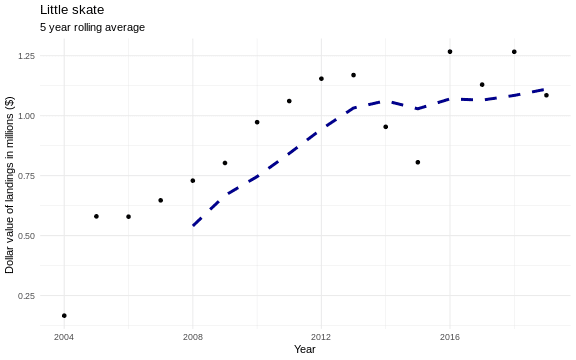 Little skate
5 year rolling average
Dollar value of landings in millions ($)
1.25
1.00
0.75
0.50
0.25
2004
2008
2012
2016
Year